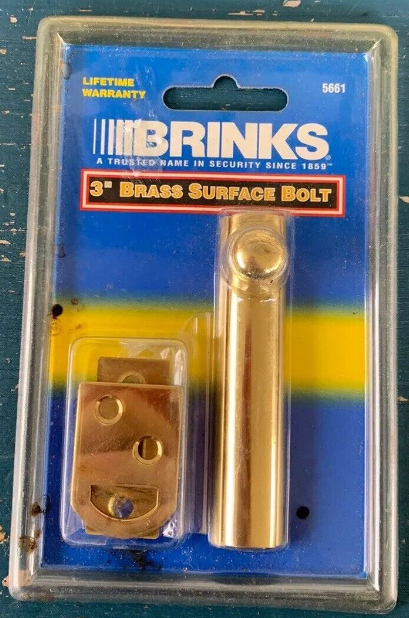 LIFETIME
WARRANTY
5661
BRINKS®
A TRUSTED NAME IN SECURITY SINCE 1859™
3" BRASS SURFACE BOLT